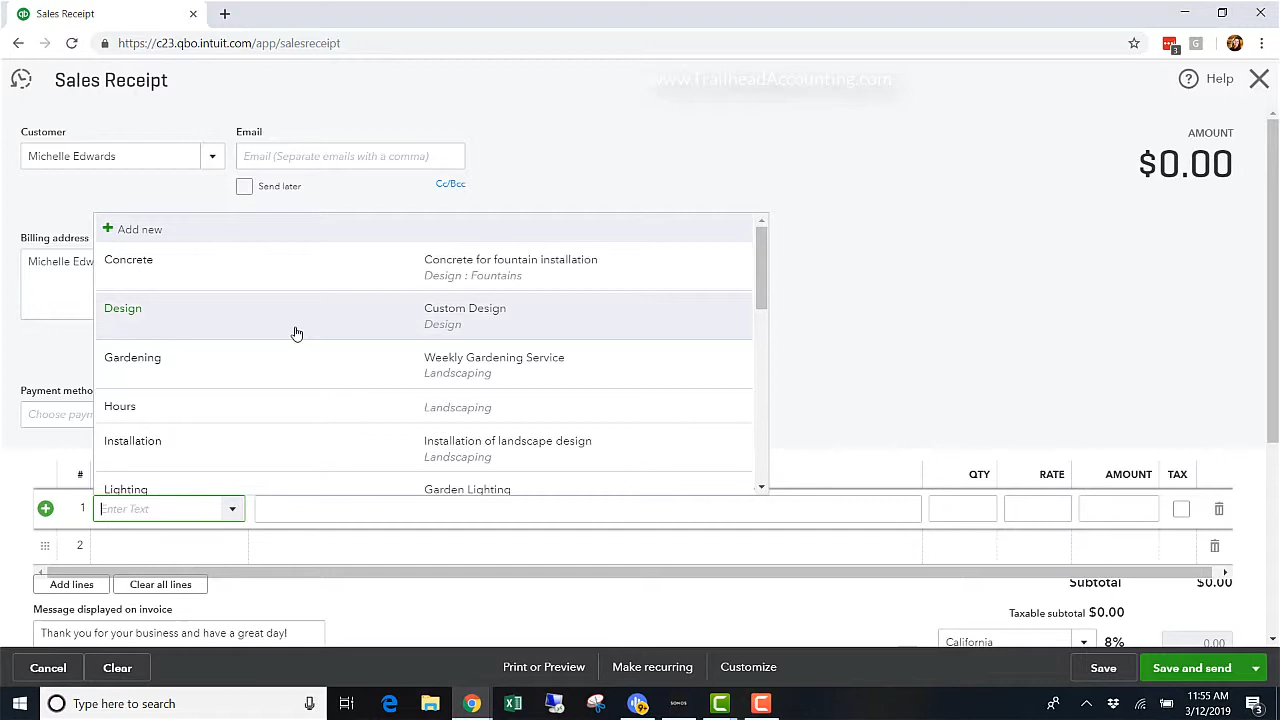 Sales Receipt
https://c23.qbo.intuit.com/app/salesreceipt
3
G
Sales Receipt
www.TrailheadAccounting.com
Help
Customer
Email
AMOUNT
Michelle Edwards
Email (Separate emails with a comma)
$0.00
Send later
Cc/Bcc
Billing address
Michelle Edw
Add new
Concrete
Concrete for fountain installation
Design : Fountains
Design
Custom Design
Design
Gardening
Weekly Gardening Service
Landscaping
Hours
Landscaping
Installation
Installation of landscape design
Landscaping
Lighting
Garden Lighting
Payment metho
Choose payn
# QTY RATE AMOUNT TAX
1 Enter Text
2
Add lines
Clear all lines
Subtotal $0.00
Message displayed on invoice
Taxable subtotal $0.00
Thank you for your business and have a great day!
California 8% 0.00
Cancel
Clear
Print or Preview
Make recurring
Customize
Save
Save and send
Type here to search
SONOS
11:55 AM
3/12/2019
3